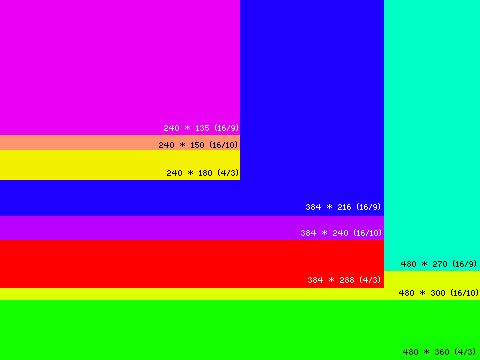 240 * 135 (16/9)
240 * 150 (16/10)
240 * 180 (4/3)
384 * 216 (16/9)
384 * 240 (16/10)
480 * 270 (16/9)
384 * 288 (4/3)
480 * 300 (16/10)
480 * 360 (4/3)